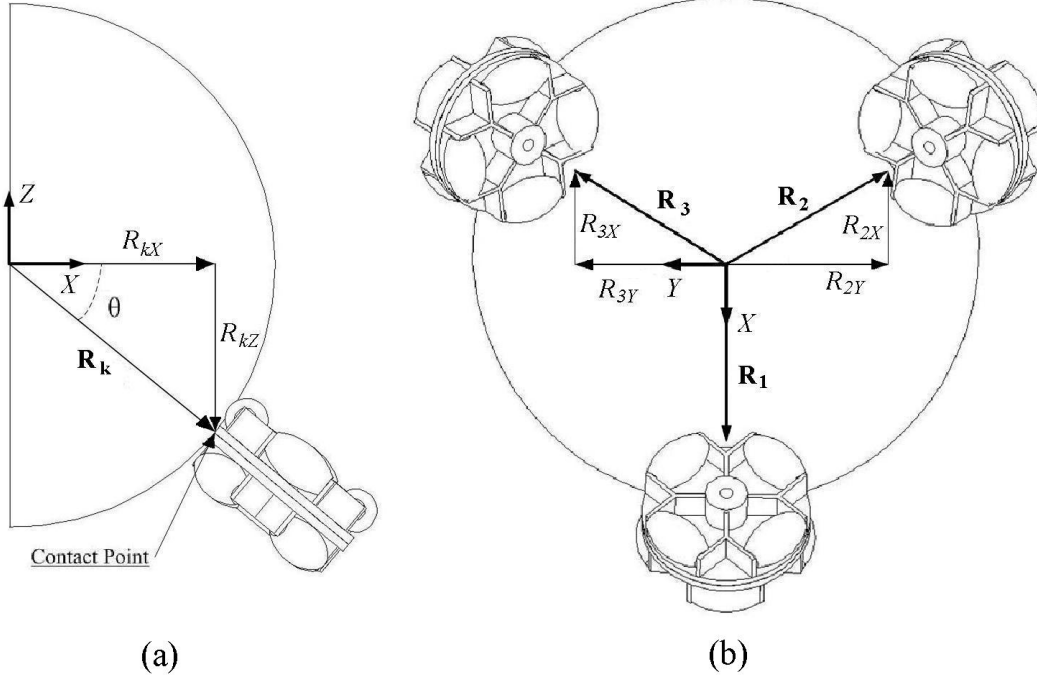 Z
R_kX
X
θ
R_kZ
R_k
Contact Point
(a)
R_3
R_2
R_3X
R_2X
R_3Y
Y
R_2Y
X
R_1
(b)